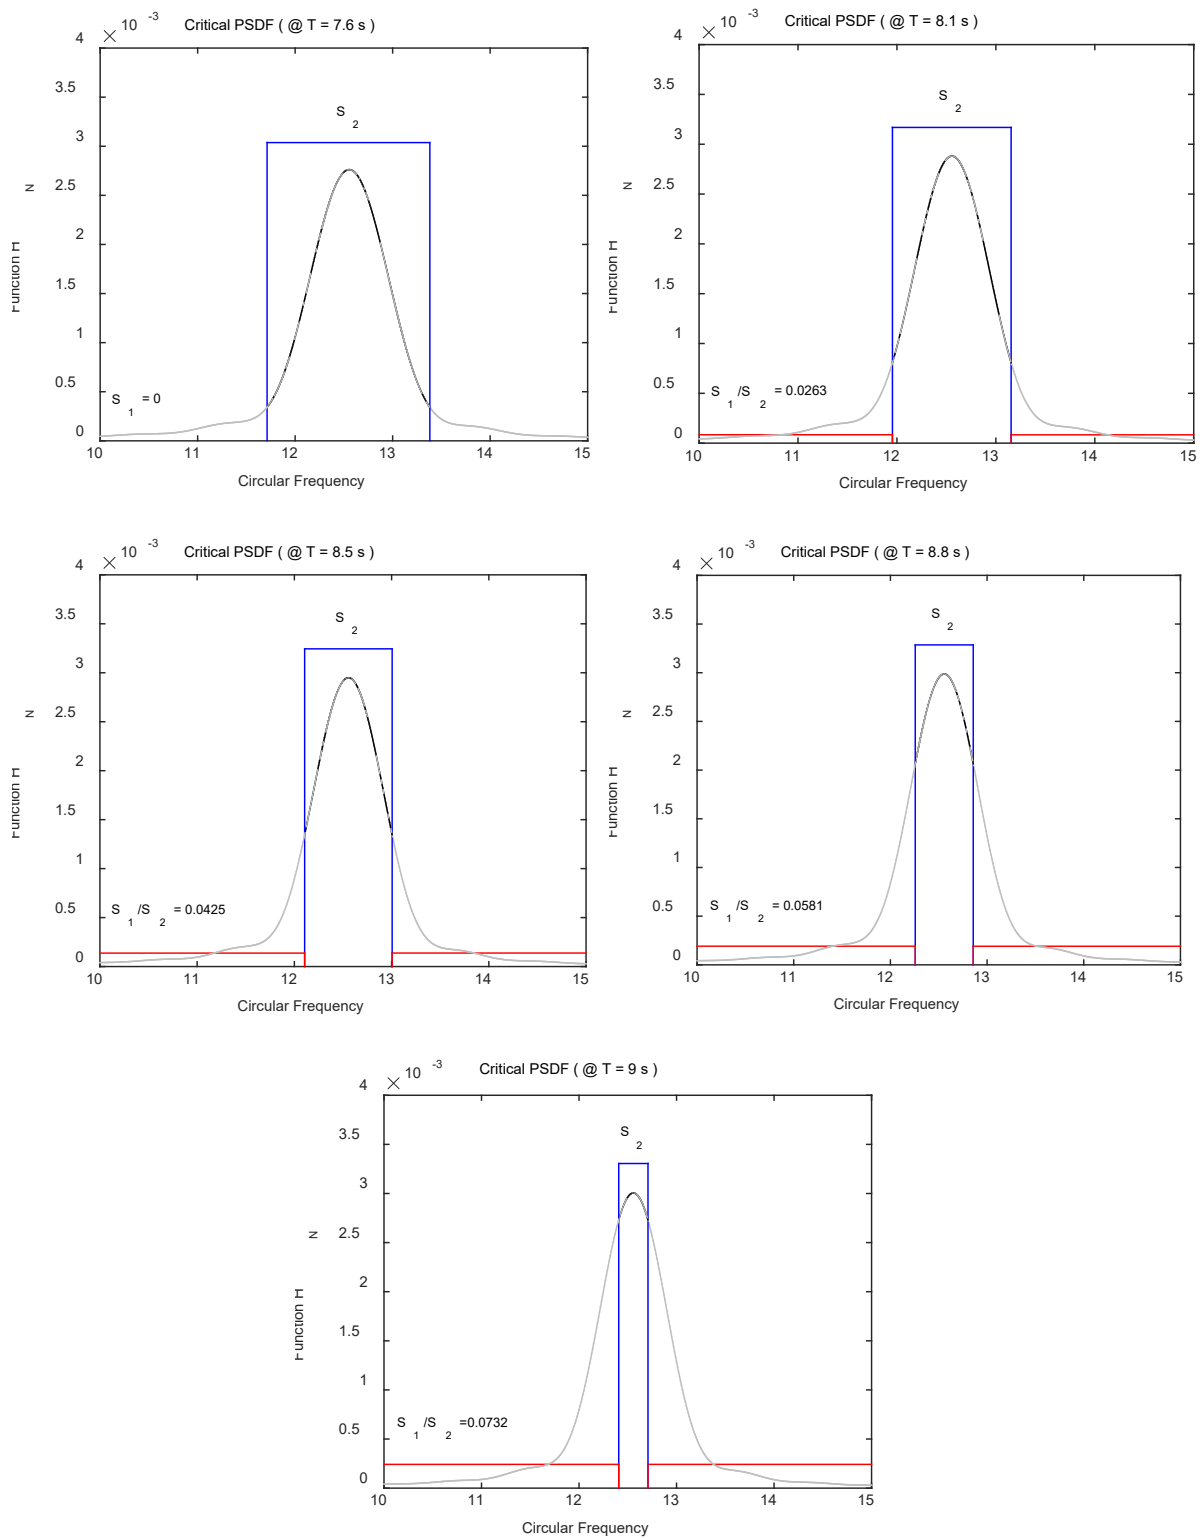 Critical PSDF ( @ T = 7.6 s )
× 10 -3
4
3.5
3
2.5
2
1.5
1
0.5
0
10 11 12 13 14 15
S 2
S 1 = 0
Function H N
Circular Frequency
Critical PSDF ( @ T = 8.1 s )
× 10 -3
4
3.5
3
2.5
2
1.5
1
0.5
0
10 11 12 13 14 15
S 2
S 1 /S 2 = 0.0263
Function H N
Circular Frequency
Critical PSDF ( @ T = 8.5 s )
× 10 -3
4
3.5
3
2.5
2
1.5
1
0.5
0
10 11 12 13 14 15
S 2
S 1 /S 2 = 0.0425
Function H N
Circular Frequency
Critical PSDF ( @ T = 8.8 s )
× 10 -3
4
3.5
3
2.5
2
1.5
1
0.5
0
10 11 12 13 14 15
S 2
S 1 /S 2 = 0.0581
Function H N
Circular Frequency
Critical PSDF ( @ T = 9 s )
× 10 -3
4
3.5
3
2.5
2
1.5
1
0.5
0
10 11 12 13 14 15
S 2
S 1 /S 2 =0.0732
Function H N
Circular Frequency